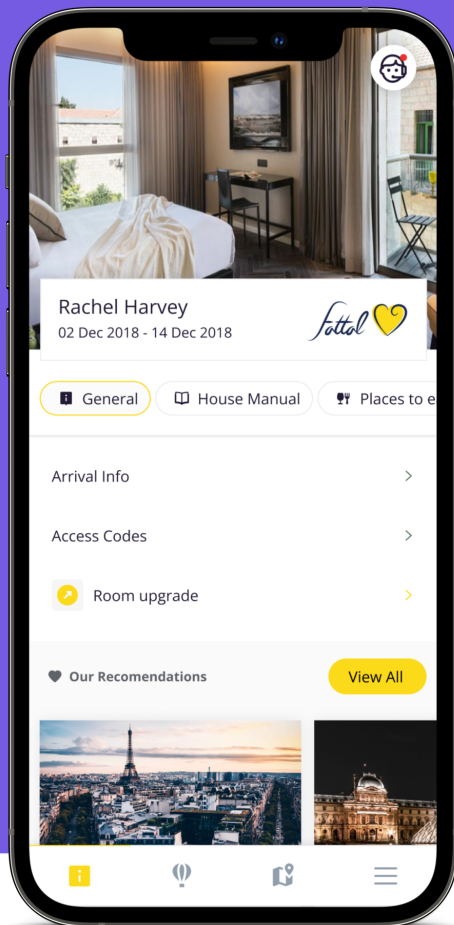 Rachel Harvey
02 Dec 2018 - 14 Dec 2018
fattal
General
House Manual
Places to e
Arrival Info
Access Codes
Room upgrade
Our Recomendations
View All